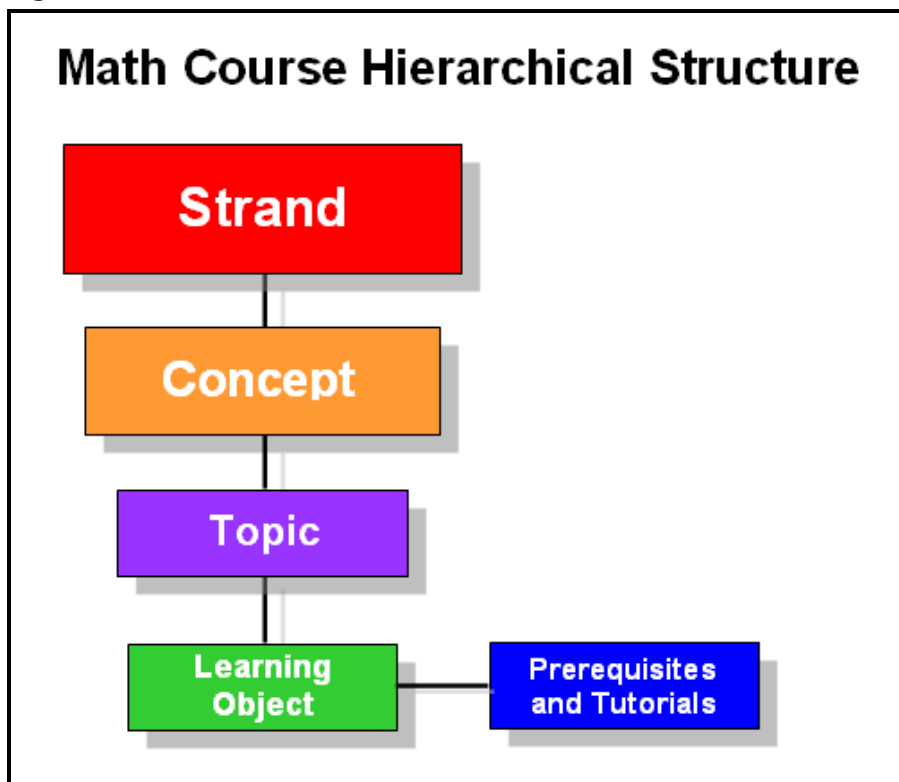 Math Course Hierarchical Structure
Strand
Concept
Topic
Learning
Object
Prerequisites
and Tutorials